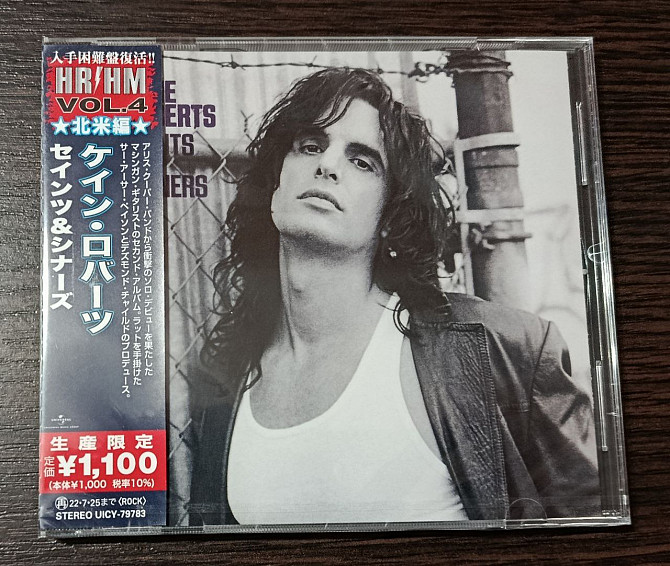 入手困難盤復活!!
HR/HM
VOL.4
★北米編★
ケイン・ロバーツ
セインツ&シナーズ
アリス・クーパー・バンドから衝撃のソロ・デビューを果たした
マシンガン・ギタリストのセカンド・アルバム。ラットを手掛けた
サー・アーサー・ペイソンとデズモンド・チャイルドのプロデュース。
生産限定
定価 ¥1,100
(本体¥1,000 税率10%)
再 22・7・25まで〈ROCK〉
STEREO UICY-79783
E
ERTS
TS
NERS